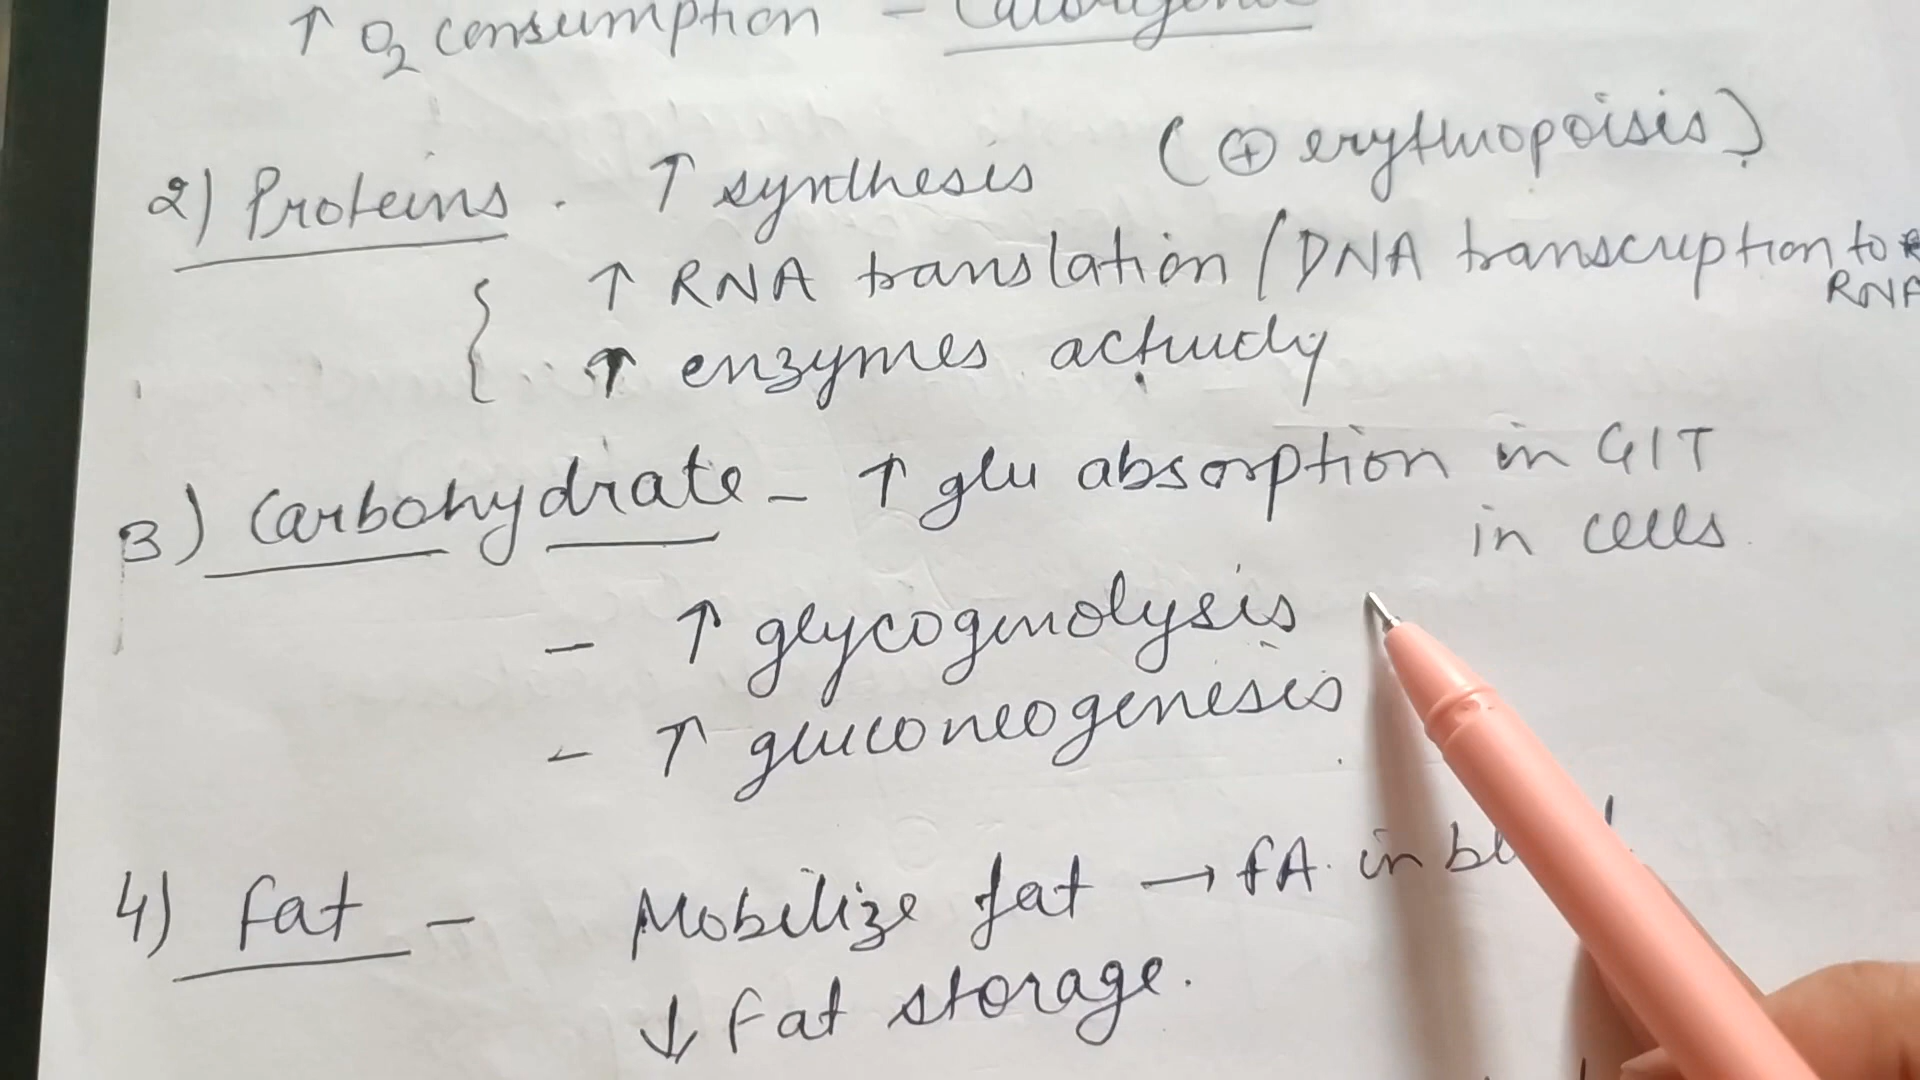 ↑ O2 consumption -
2) Proteins . ↑ synthesis (⊕ erythropoisis)
↑ RNA translation / DNA transcription to
RNA
↑ enzymes activity
3) Carbohydrate - ↑ glu absorption in GIT
in cells
- ↑ glycogenolysis
- ↑ gluconeogenesis
4) Fat - Mobilize fat → FA in
↓ Fat storage.